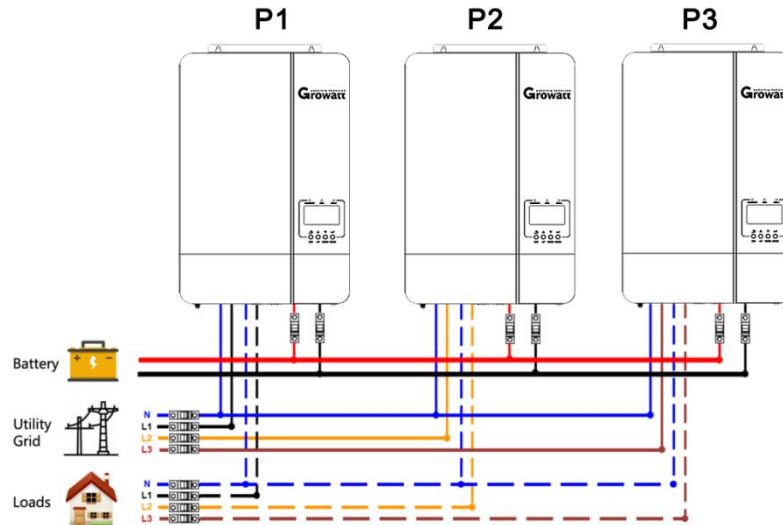 P1
P2
P3
Growatt
Growatt
Growatt
Battery
Utility
Grid
N
L1
L2
L3
Loads
N
L1
L2
L3